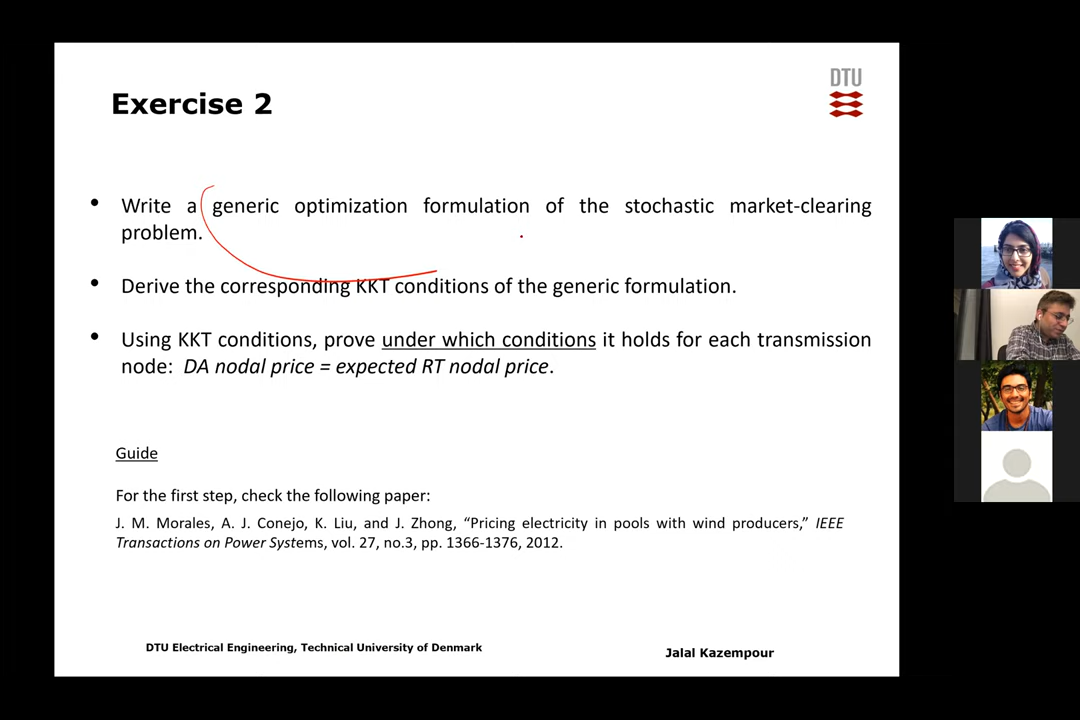 DTU
Exercise 2
• Write a generic optimization formulation of the stochastic market-clearing
problem.
• Derive the corresponding KKT conditions of the generic formulation.
• Using KKT conditions, prove under which conditions it holds for each transmission
node: DA nodal price = expected RT nodal price.
Guide
For the first step, check the following paper:
J. M. Morales, A. J. Conejo, K. Liu, and J. Zhong, “Pricing electricity in pools with wind producers,” IEEE
Transactions on Power Systems, vol. 27, no.3, pp. 1366-1376, 2012.
DTU Electrical Engineering, Technical University of Denmark
Jalal Kazempour